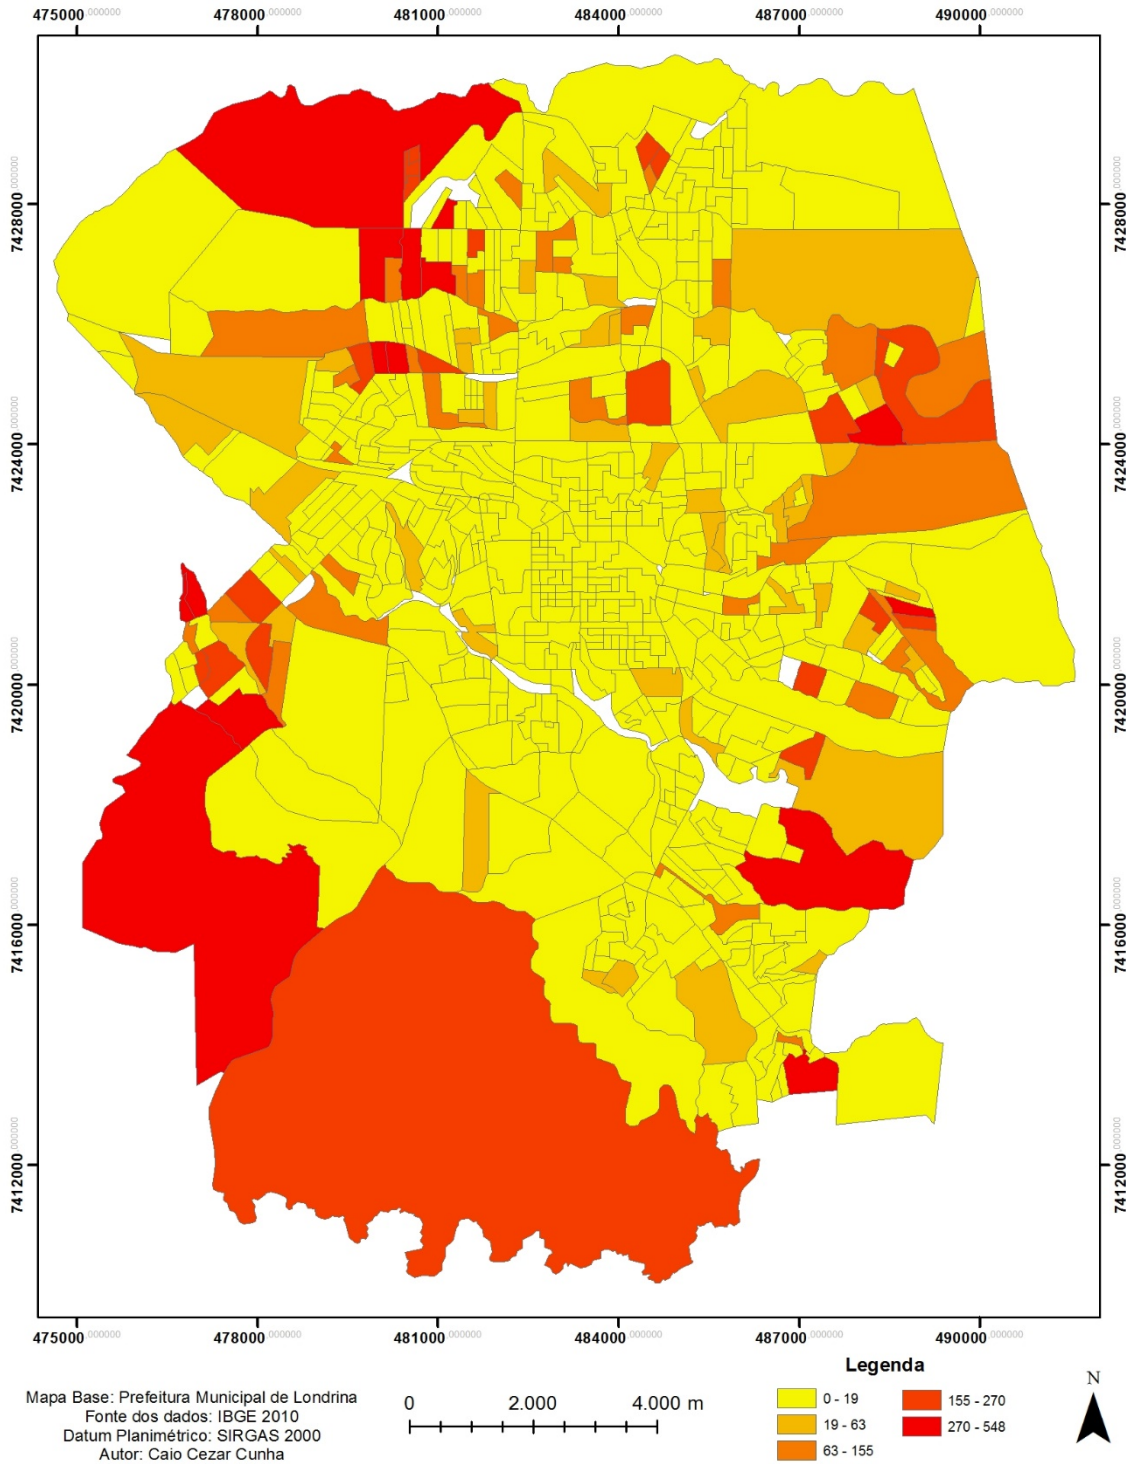 475000.000000 478000.000000 481000.000000 484000.000000 487000.000000 490000.000000
7428000.000000 7428000.000000
7424000.000000 7424000.000000
7420000.000000 7420000.000000
7416000.000000 7416000.000000
7412000.000000 7412000.000000
475000.000000 478000.000000 481000.000000 484000.000000 487000.000000 490000.000000
Mapa Base: Prefeitura Municipal de Londrina
Fonte dos dados: IBGE 2010
Datum Planimétrico: SIRGAS 2000
Autor: Caio Cezar Cunha
0 2.000 4.000 m
Legenda
0 - 19
19 - 63
63 - 155
155 - 270
270 - 548
N